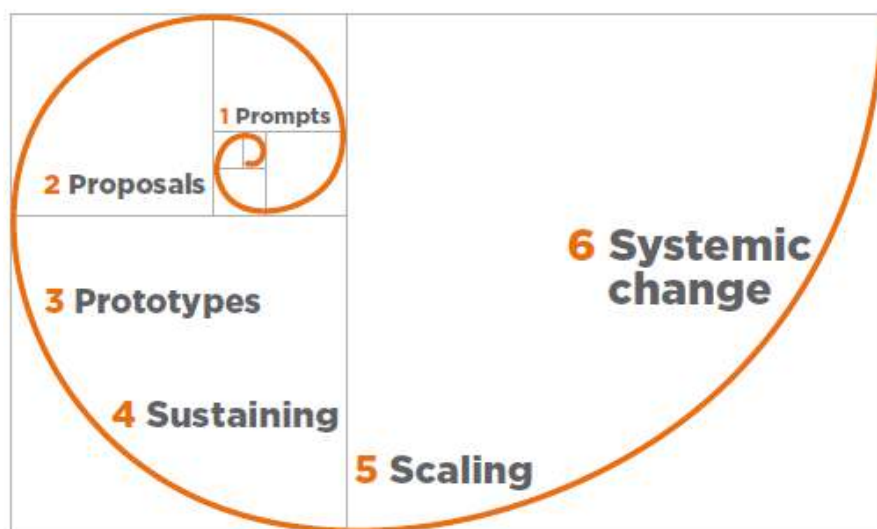 1 Prompts
2 Proposals
3 Prototypes
4 Sustaining
5 Scaling
6 Systemic
change